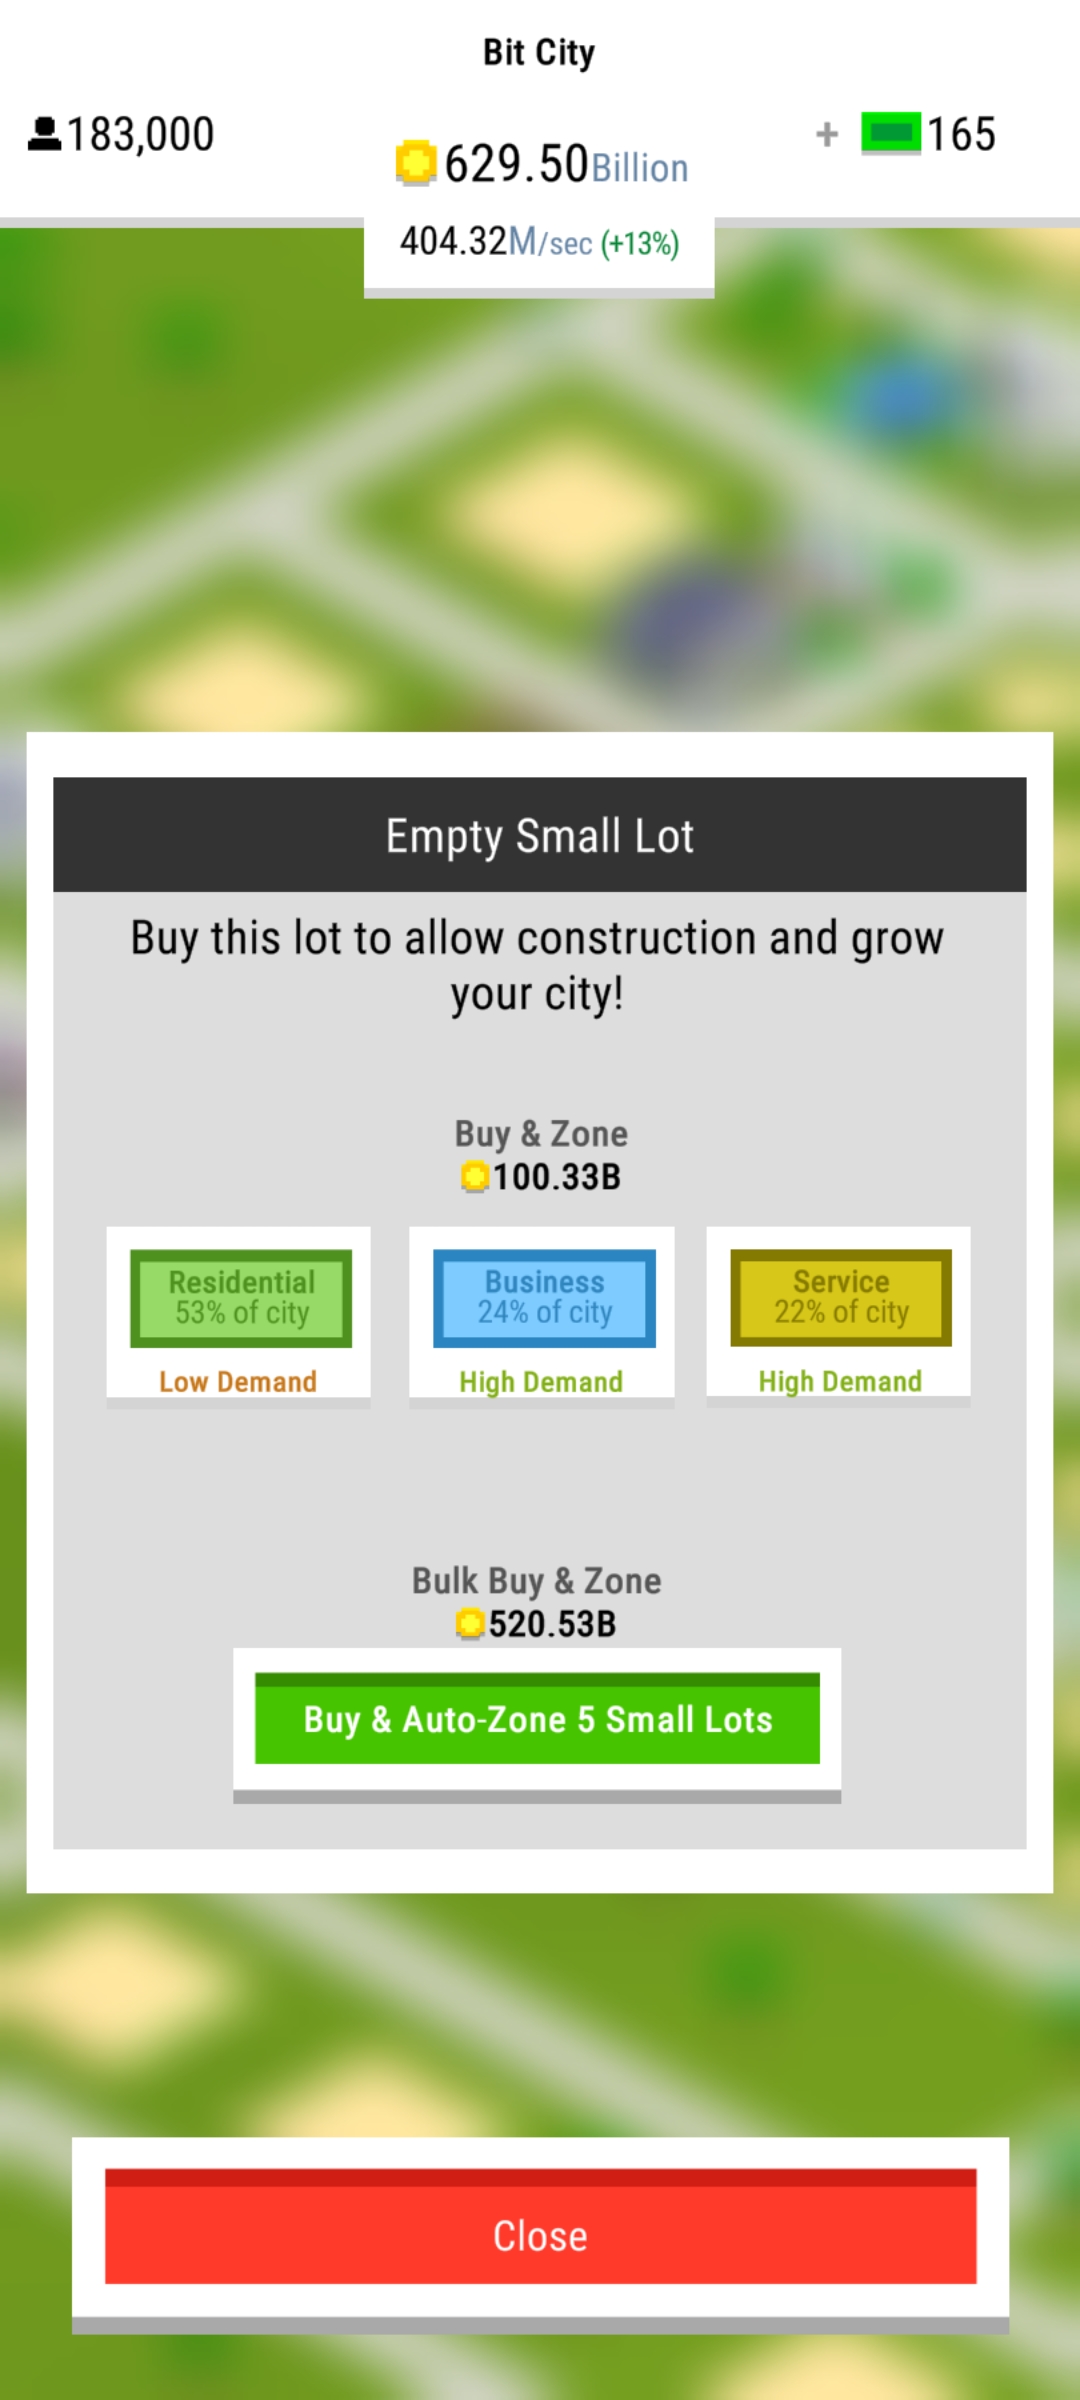 Bit City
183,000
629.50Billion
+ 165
404.32M/sec (+13%)
Empty Small Lot
Buy this lot to allow construction and grow
your city!
Buy & Zone
100.33B
Residential
53% of city
Low Demand
Business
24% of city
High Demand
Service
22% of city
High Demand
Bulk Buy & Zone
520.53B
Buy & Auto-Zone 5 Small Lots
Close